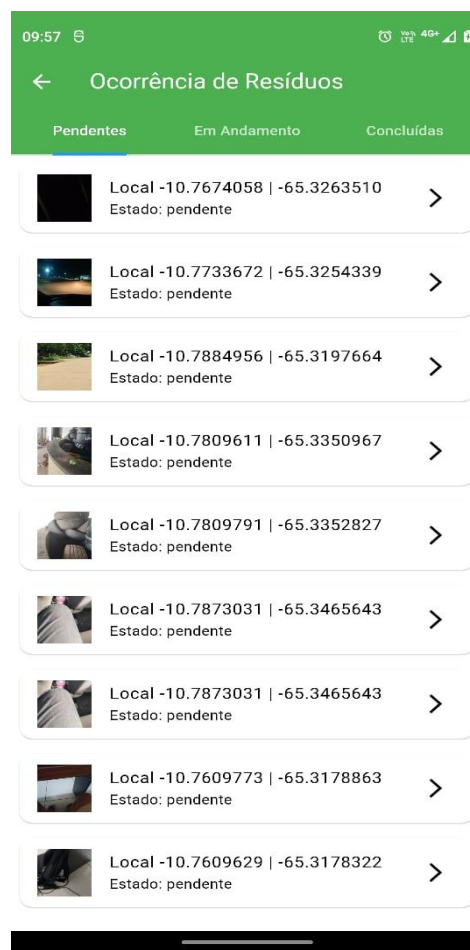 09:57
Vo) LTE 4G+
Ocorrência de Resíduos
Pendentes Em Andamento Concluídas
Local -10.7674058 | -65.3263510
Estado: pendente
Local -10.7733672 | -65.3254339
Estado: pendente
Local -10.7884956 | -65.3197664
Estado: pendente
Local -10.7809611 | -65.3350967
Estado: pendente
Local -10.7809791 | -65.3352827
Estado: pendente
Local -10.7873031 | -65.3465643
Estado: pendente
Local -10.7873031 | -65.3465643
Estado: pendente
Local -10.7609773 | -65.3178863
Estado: pendente
Local -10.7609629 | -65.3178322
Estado: pendente